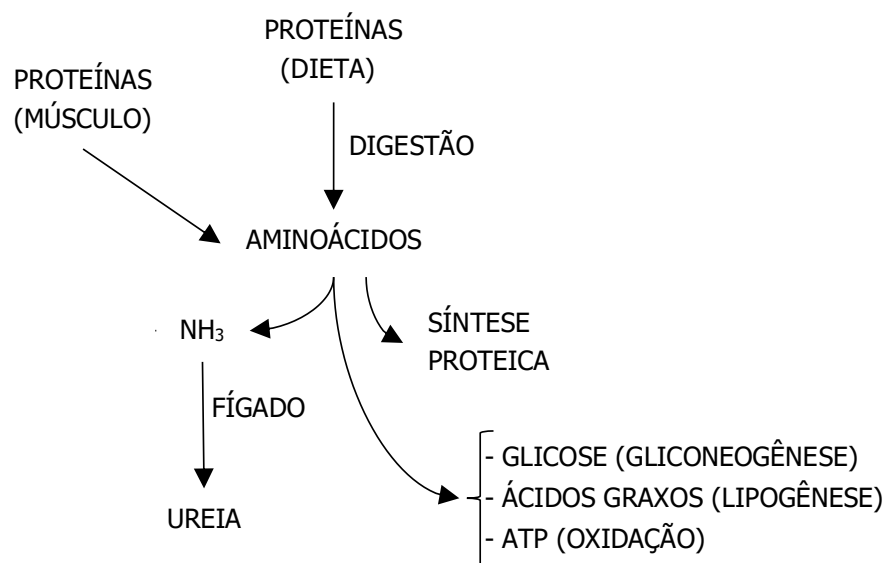 PROTEÍNAS
(DIETA)
PROTEÍNAS
(MÚSCULO)
DIGESTÃO
AMINOÁCIDOS
NH₃
SÍNTESE
PROTEICA
FÍGADO
UREIA
- GLICOSE (GLICONEOGÊNESE)
- ÁCIDOS GRAXOS (LIPOGÊNESE)
- ATP (OXIDAÇÃO)